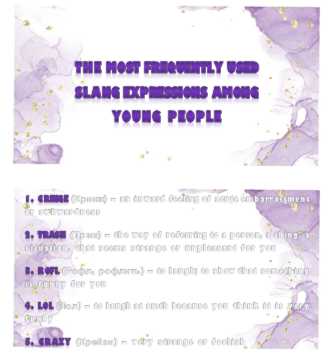 THE MOST FREQUENTLY USED
SLANG EXPRESSIONS AMONG
YOUNG PEOPLE
1. CRINGE (Кринж) – an inward feeling of acute embarrassment
or awkwardness
2. TRASH (Треш) – the way of referring to a person, a thing, a
situation, that seems strange or unpleasant for you
3. ROFL (Рофл, рофлить) – to laugh to show that something
is funny for you
4. LOL (Лол) – to laugh at smth because you think it is very
funny
5. CRAZY (Крейзи) – very strange or foolish